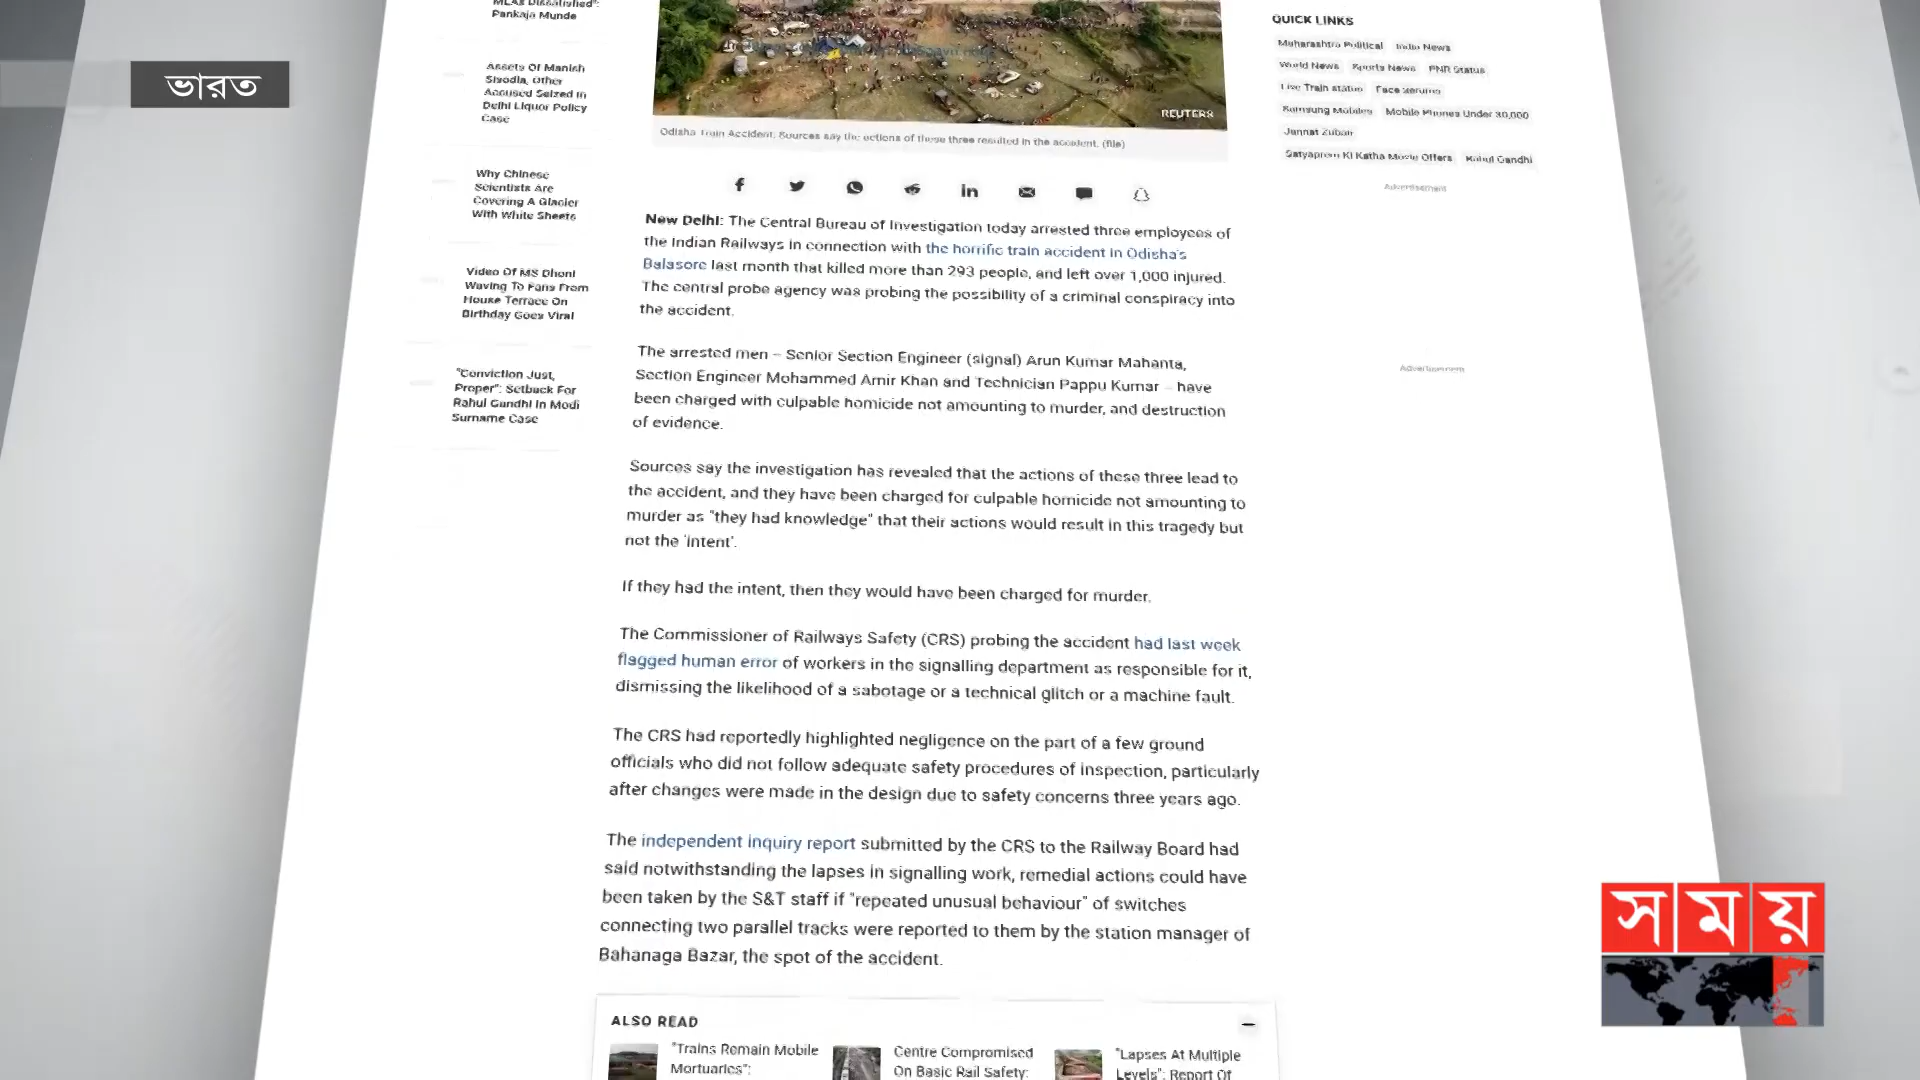 ভারত
MLAs Dissatisfied":
Pankaja Munde
Assets Of Manish
Sisodia, Other
Accused Seized In
Delhi Liquor Policy
Case
Why Chinese
Scientists Are
Covering A Glacier
With White Sheets
Video Of MS Dhoni
Waving To Fans From
House Terrace On
Birthday Goes Viral
"Conviction Just,
Proper": Setback For
Rahul Gandhi In Modi
Surname Case
REUTERS
Odisha Train Accident: Sources say the actions of these three resulted in the accident. (file)
New Delhi: The Central Bureau of Investigation today arrested three employees of
the Indian Railways in connection with the horrific train accident in Odisha's
Balasore last month that killed more than 293 people, and left over 1,000 injured.
The central probe agency was probing the possibility of a criminal conspiracy into
the accident.
The arrested men – Senior Section Engineer (signal) Arun Kumar Mahanta,
Section Engineer Mohammed Amir Khan and Technician Pappu Kumar – have
been charged with culpable homicide not amounting to murder, and destruction
of evidence.
Sources say the investigation has revealed that the actions of these three lead to
the accident, and they have been charged for culpable homicide not amounting to
murder as "they had knowledge" that their actions would result in this tragedy but
not the 'intent'.
If they had the intent, then they would have been charged for murder.
The Commissioner of Railways Safety (CRS) probing the accident had last week
flagged human error of workers in the signalling department as responsible for it,
dismissing the likelihood of a sabotage or a technical glitch or a machine fault.
The CRS had reportedly highlighted negligence on the part of a few ground
officials who did not follow adequate safety procedures of inspection, particularly
after changes were made in the design due to safety concerns three years ago.
The independent inquiry report submitted by the CRS to the Railway Board had
said notwithstanding the lapses in signalling work, remedial actions could have
been taken by the S&T staff if "repeated unusual behaviour" of switches
connecting two parallel tracks were reported to them by the station manager of
Bahanaga Bazar, the spot of the accident.
ALSO READ
"Trains Remain Mobile
Mortuaries":
Centre Compromised
On Basic Rail Safety:
"Lapses At Multiple
Levels": Report Of
QUICK LINKS
Maharashtra Political India News
World News Sports News PNR Status
Live Train status Face serums
Samsung Mobiles Mobile Phones Under 30,000
Jannat Zubair
Satyaprem Ki Katha Movie Offers Rahul Gandhi
Advertisement
Advertisement
সময়